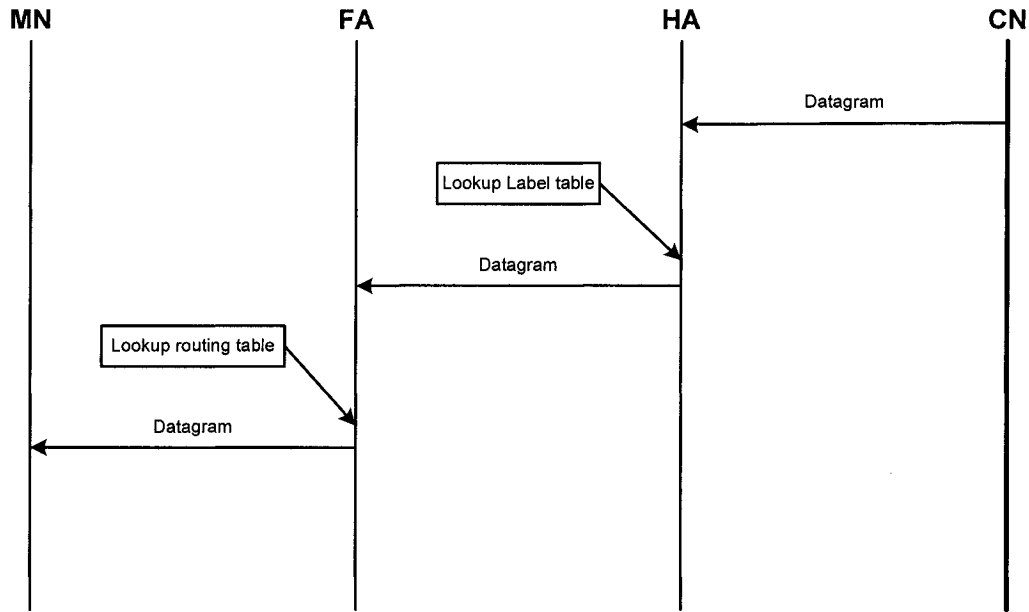 MN FA HA CN
Datagram
Lookup Label table
Datagram
Lookup routing table
Datagram